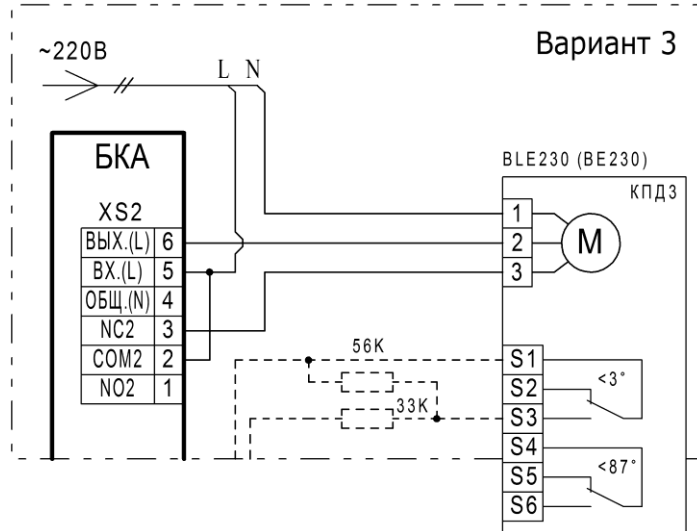 Вариант 3
~220В
L N
БКА
BLE230 (BE230)
КПД3
XS2
ВЫХ.(L) 6
ВХ.(L) 5
ОБЩ.(N) 4
NC2 3
COM2 2
NO2 1
1
2
3
M
56K
33K
S1
S2
S3
S4
S5
S6
<3°
<87°